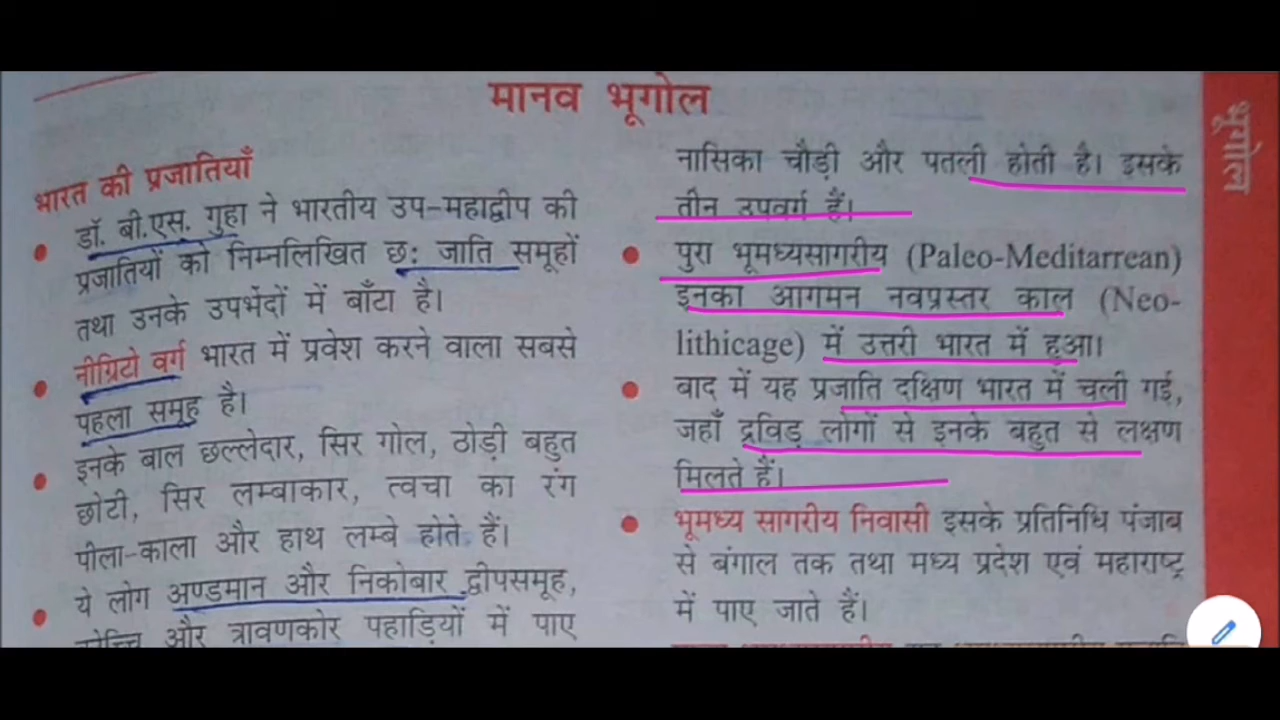 मानव भूगोल
भूगोल
भारत की प्रजातियाँ
• डॉ. बी.एस. गुहा ने भारतीय उप-महाद्वीप की
प्रजातियों को निम्नलिखित छः जाति समूहों
तथा उनके उपर्भेदों में बाँटा है।
• नीग्रिटो वर्ग भारत में प्रवेश करने वाला सबसे
पहला समूह है।
• इनके बाल छल्लेदार, सिर गोल, ठोड़ी बहुत
छोटी, सिर लम्बाकार, त्वचा का रंग
पीला-काला और हाथ लम्बे होते हैं।
• ये लोग अण्डमान और निकोबार द्वीपसमूह,
और त्रावणकोर पहाड़ियों में पाए
नासिका चौड़ी और पतली होती है। इसके
तीन उपवर्ग हैं।
• पुरा भूमध्यसागरीय (Paleo-Meditarrean)
इनका आगमन नवप्रस्तर काल (Neo-
lithicage) में उत्तरी भारत में हुआ।
• बाद में यह प्रजाति दक्षिण भारत में चली गई,
जहाँ द्रविड़ लोगों से इनके बहुत से लक्षण
मिलते हैं।
• भूमध्य सागरीय निवासी इसके प्रतिनिधि पंजाब
से बंगाल तक तथा मध्य प्रदेश एवं महाराष्ट्र
में पाए जाते हैं।